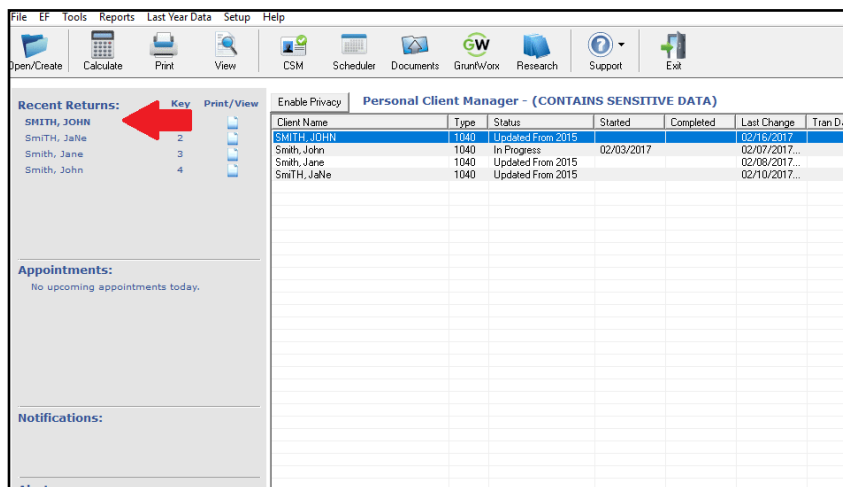 File EF Tools Reports Last Year Data Setup Help
Open/Create Calculate Print View CSM Scheduler Documents GruntWorx Research Support Exit
Recent Returns: Key Print/View
SMITH, JOHN
SmiTH, JaNe 2
Smith, Jane 3
Smith, John 4
Appointments:
No upcoming appointments today.
Notifications:
Enable Privacy Personal Client Manager - (CONTAINS SENSITIVE DATA)
Client Name Type Status Started Completed Last Change Tran
SMITH, JOHN 1040 Updated From 2015 02/16/2017
Smith, John 1040 In Progress 02/03/2017 02/07/2017...
Smith, Jane 1040 Updated From 2015 02/08/2017...
SmiTH, JaNe 1040 Updated From 2015 02/10/2017...